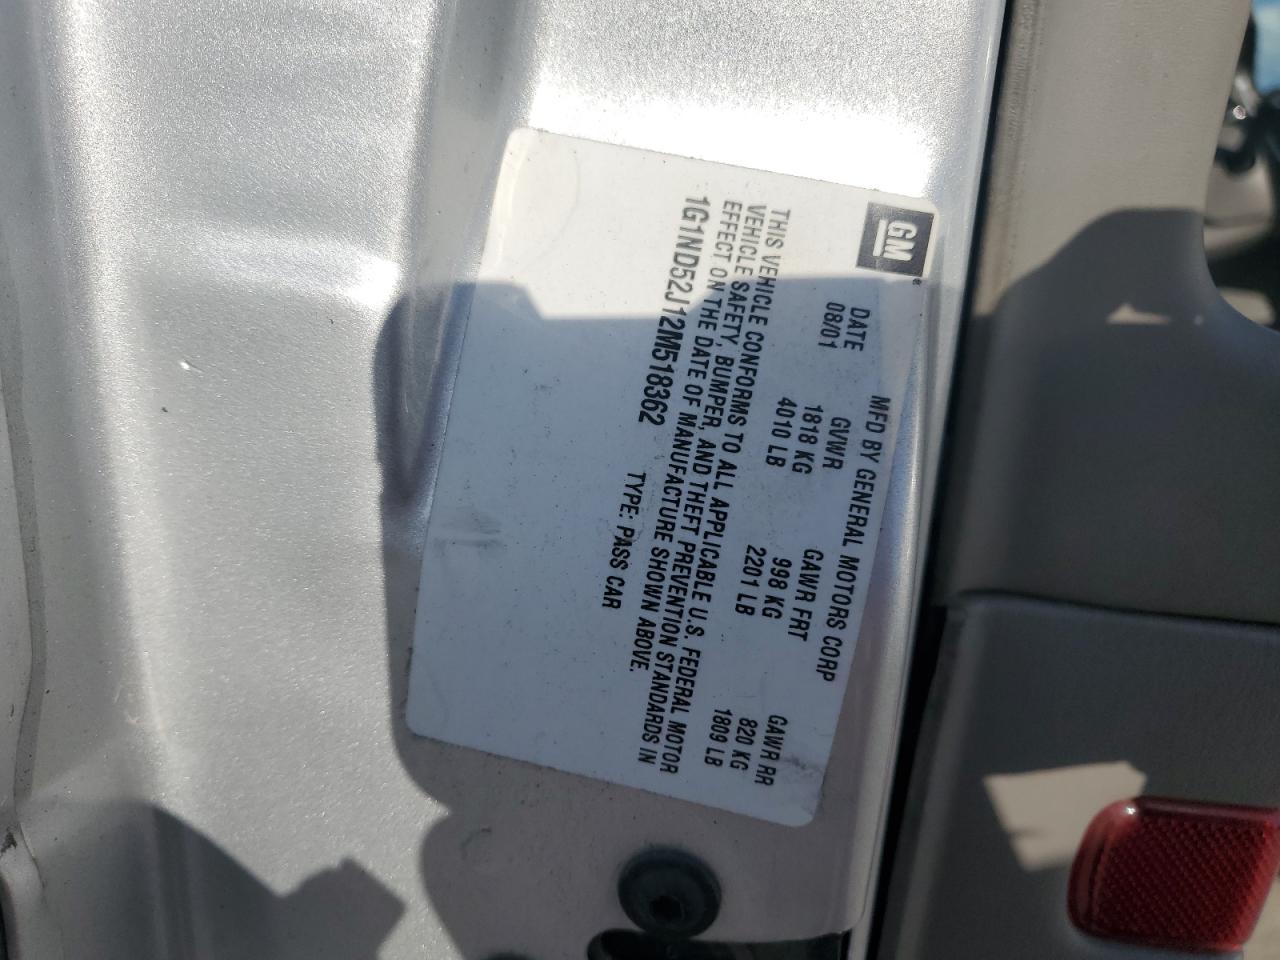 GM
MFD BY GENERAL MOTORS CORP
DATE GVWR GAWR FRT GAWR RR
08/01 1818 KG 998 KG 820 KG
4010 LB 2201 LB 1809 LB
THIS VEHICLE CONFORMS TO ALL APPLICABLE U.S. FEDERAL MOTOR
VEHICLE SAFETY, BUMPER, AND THEFT PREVENTION STANDARDS IN
EFFECT ON THE DATE OF MANUFACTURE SHOWN ABOVE.
1G1ND52J12M518362 TYPE: PASS CAR